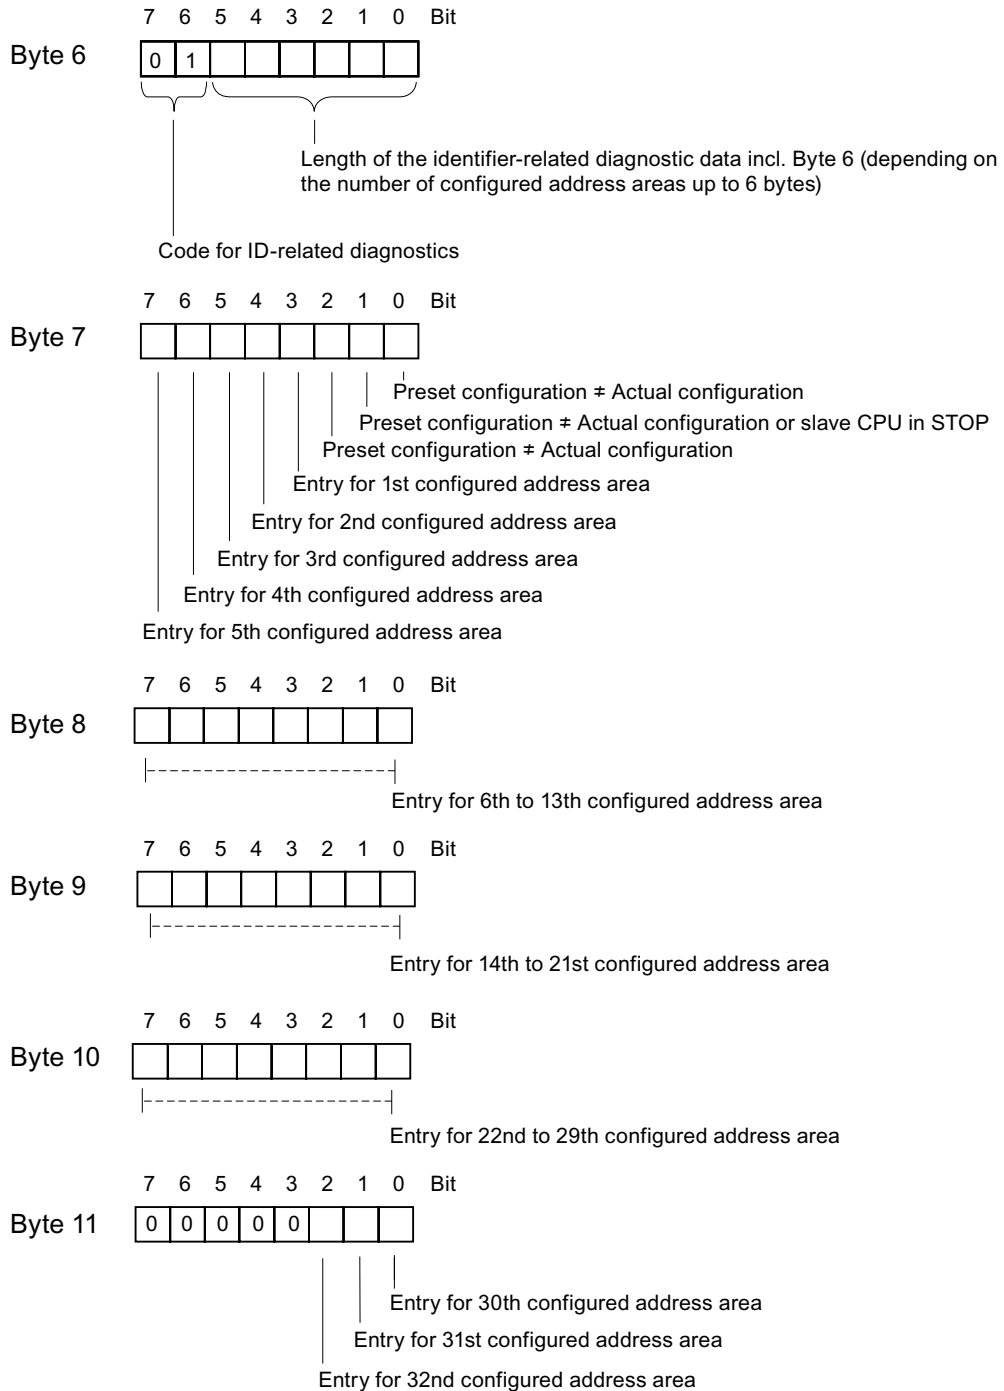 7 6 5 4 3 2 1 0 Bit
Byte 6 0 1
Length of the identifier-related diagnostic data incl. Byte 6 (depending on
the number of configured address areas up to 6 bytes)
Code for ID-related diagnostics
7 6 5 4 3 2 1 0 Bit
Byte 7
Preset configuration ≠ Actual configuration
Preset configuration ≠ Actual configuration or slave CPU in STOP
Preset configuration ≠ Actual configuration
Entry for 1st configured address area
Entry for 2nd configured address area
Entry for 3rd configured address area
Entry for 4th configured address area
Entry for 5th configured address area
7 6 5 4 3 2 1 0 Bit
Byte 8
Entry for 6th to 13th configured address area
7 6 5 4 3 2 1 0 Bit
Byte 9
Entry for 14th to 21st configured address area
7 6 5 4 3 2 1 0 Bit
Byte 10
Entry for 22nd to 29th configured address area
7 6 5 4 3 2 1 0 Bit
Byte 11 0 0 0 0 0
Entry for 30th configured address area
Entry for 31st configured address area
Entry for 32nd configured address area